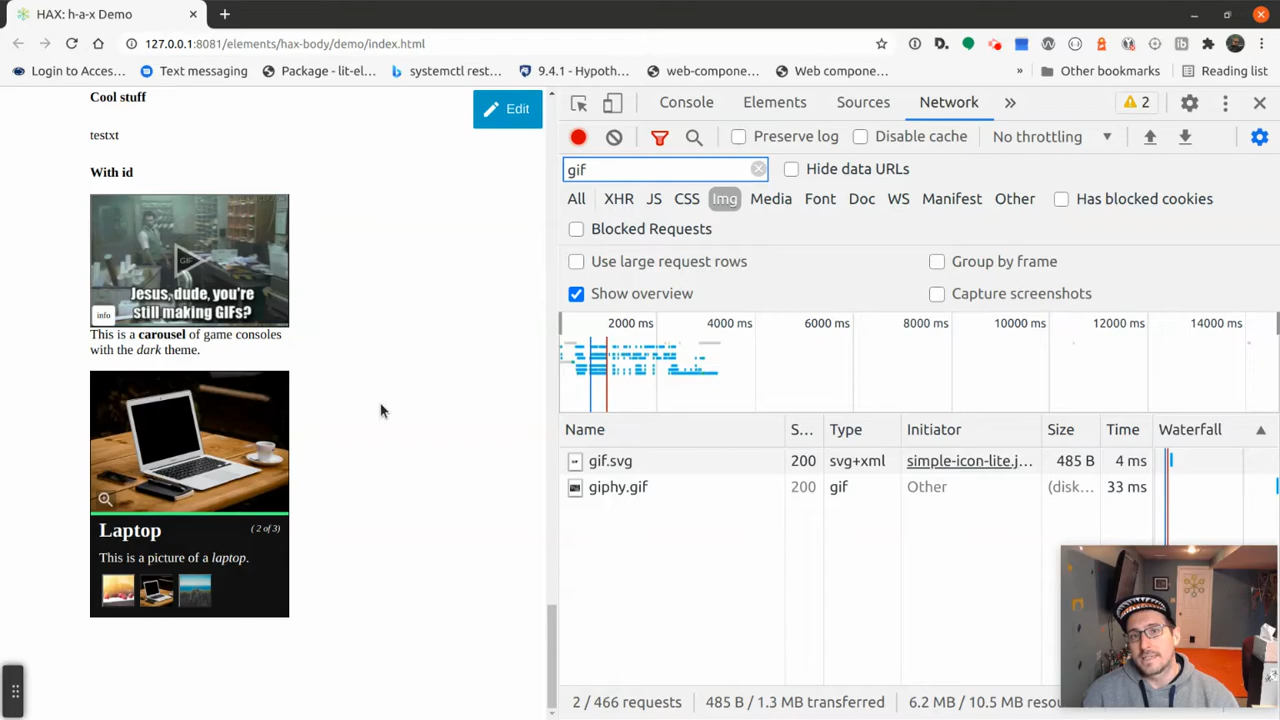 HAX: h-a-x Demo
127.0.0.1:8081/elements/hax-body/demo/index.html
Login to Acces...
Text messaging
Package - lit-el...
systemctl rest...
9.4.1 - Hypoth...
web-compone...
Web compone...
»
Other bookmarks
Reading list
Cool stuff
Edit
testxt
With id
GIF
Jesus, dude, you're
still making GIFs?
info
This is a carousel of game consoles
with the dark theme.
Laptop
( 2 of 3)
This is a picture of a laptop.
Console
Elements
Sources
Network
»
2
Preserve log
Disable cache
No throttling
gif
Hide data URLs
All
XHR
JS
CSS
Img
Media
Font
Doc
WS
Manifest
Other
Has blocked cookies
Blocked Requests
Use large request rows
Group by frame
Show overview
Capture screenshots
2000 ms
4000 ms
6000 ms
8000 ms
10000 ms
12000 ms
14000 ms
Name
S...
Type
Initiator
Size
Time
Waterfall
gif.svg
200
svg+xml
simple-icon-lite.j...
485 B
4 ms
giphy.gif
200
gif
Other
(disk...
33 ms
2 / 466 requests
485 B / 1.3 MB transferred
6.2 MB / 10.5 MB resou